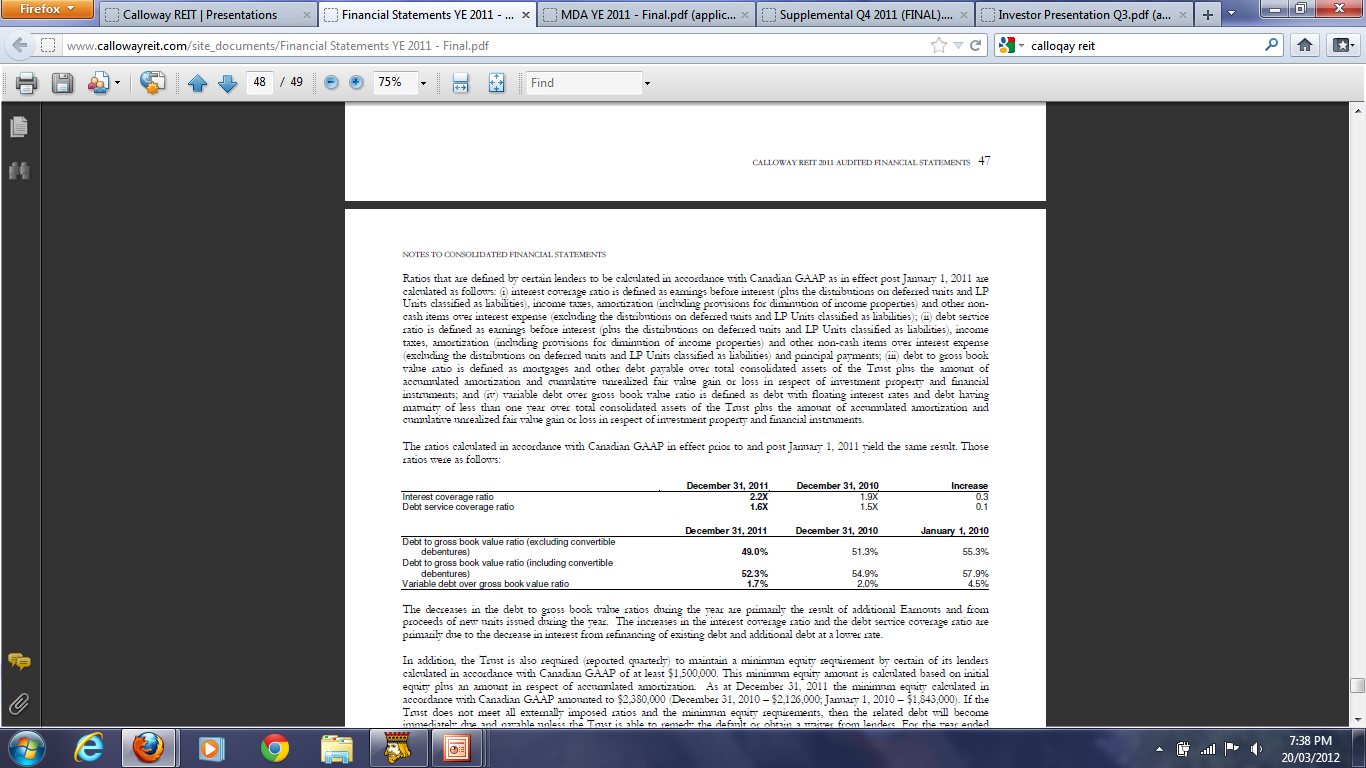 Firefox
Calloway REIT | Presentations
Financial Statements YE 2011 - ...
MDA YE 2011 - Final.pdf (applic...
Supplemental Q4 2011 (FINAL)....
Investor Presentation Q3.pdf (a...
www.callowayreit.com/site_documents/Financial Statements YE 2011 - Final.pdf
calloqay reit
48 / 49
75%
Find
CALLOWAY REIT 2011 AUDITED FINANCIAL STATEMENTS 47
NOTES TO CONSOLIDATED FINANCIAL STATEMENTS
Ratios that are defined by certain lenders to be calculated in accordance with Canadian GAAP as in effect post January 1, 2011 are
calculated as follows: (i) interest coverage ratio is defined as earnings before interest (plus the distributions on deferred units and LP
Units classified as liabilities), income taxes, amortization (including provisions for diminution of income properties) and other non-
cash items over interest expense (excluding the distributions on deferred units and LP Units classified as liabilities); (ii) debt service
ratio is defined as earnings before interest (plus the distributions on deferred units and LP Units classified as liabilities), income
taxes, amortization (including provisions for diminution of income properties) and other non-cash items over interest expense
(excluding the distributions on deferred units and LP Units classified as liabilities) and principal payments; (iii) debt to gross book
value ratio is defined as mortgages and other debt payable over total consolidated assets of the Trust plus the amount of
accumulated amortization and cumulative unrealized fair value gain or loss in respect of investment property and financial
instruments; and (iv) variable debt over gross book value ratio is defined as debt with floating interest rates and debt having
maturity of less than one year over total consolidated assets of the Trust plus the amount of accumulated amortization and
cumulative unrealized fair value gain or loss in respect of investment property and financial instruments.
The ratios calculated in accordance with Canadian GAAP in effect prior to and post January 1, 2011 yield the same result. Those
ratios were as follows:
December 31, 2011 December 31, 2010 Increase
Interest coverage ratio 2.2X 1.9X 0.3
Debt service coverage ratio 1.6X 1.5X 0.1
December 31, 2011 December 31, 2010 January 1, 2010
Debt to gross book value ratio (excluding convertible
debentures) 49.0% 51.3% 55.3%
Debt to gross book value ratio (including convertible
debentures) 52.3% 54.9% 57.9%
Variable debt over gross book value ratio 1.7% 2.0% 4.5%
The decreases in the debt to gross book value ratios during the year are primarily the result of additional Earnouts and from
proceeds of new units issued during the year. The increases in the interest coverage ratio and the debt service coverage ratio are
primarily due to the decrease in interest from refinancing of existing debt and additional debt at a lower rate.
In addition, the Trust is also required (reported quarterly) to maintain a minimum equity requirement by certain of its lenders
calculated in accordance with Canadian GAAP of at least $1,500,000. This minimum equity amount is calculated based on initial
equity plus an amount in respect of accumulated amortization. As at December 31, 2011 the minimum equity calculated in
accordance with Canadian GAAP amounted to $2,380,000 (December 31, 2010 – $2,126,000; January 1, 2010 – $1,843,000). If the
Trust does not meet all externally imposed ratios and the minimum equity requirements, then the related debt will become
immediately due and payable unless the Trust is able to remedy the default or obtain a waiver from lenders. For the year ended
7:38 PM
20/03/2012